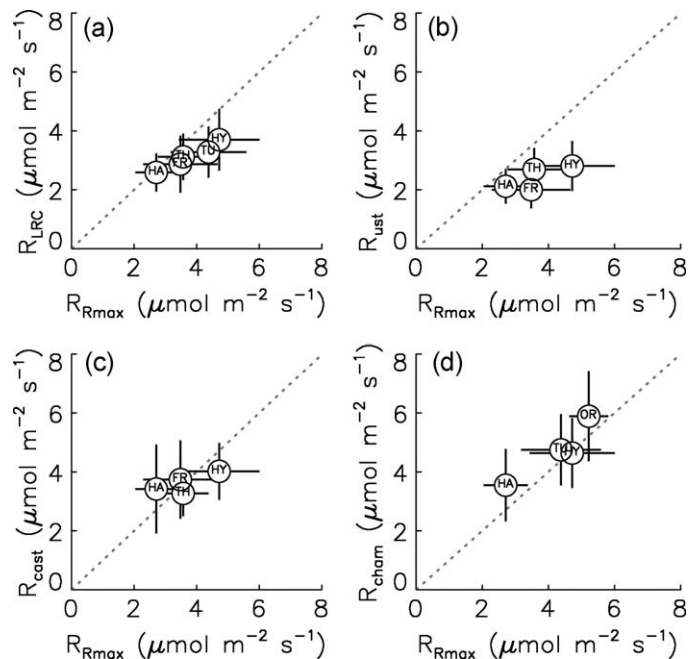 (a)
8
6
4
2
0
R_LRC (μmol m⁻² s⁻¹)
HA
TH
FR
TU
HY
0 2 4 6 8
R_Rmax (μmol m⁻² s⁻¹)
(b)
8
6
4
2
0
R_ust (μmol m⁻² s⁻¹)
HA
TH
FR
HY
0 2 4 6 8
R_Rmax (μmol m⁻² s⁻¹)
(c)
8
6
4
2
0
R_cast (μmol m⁻² s⁻¹)
HA
FR
TH
HY
0 2 4 6 8
R_Rmax (μmol m⁻² s⁻¹)
(d)
8
6
4
2
0
R_cham (μmol m⁻² s⁻¹)
HA
HY
OR
0 2 4 6 8
R_Rmax (μmol m⁻² s⁻¹)